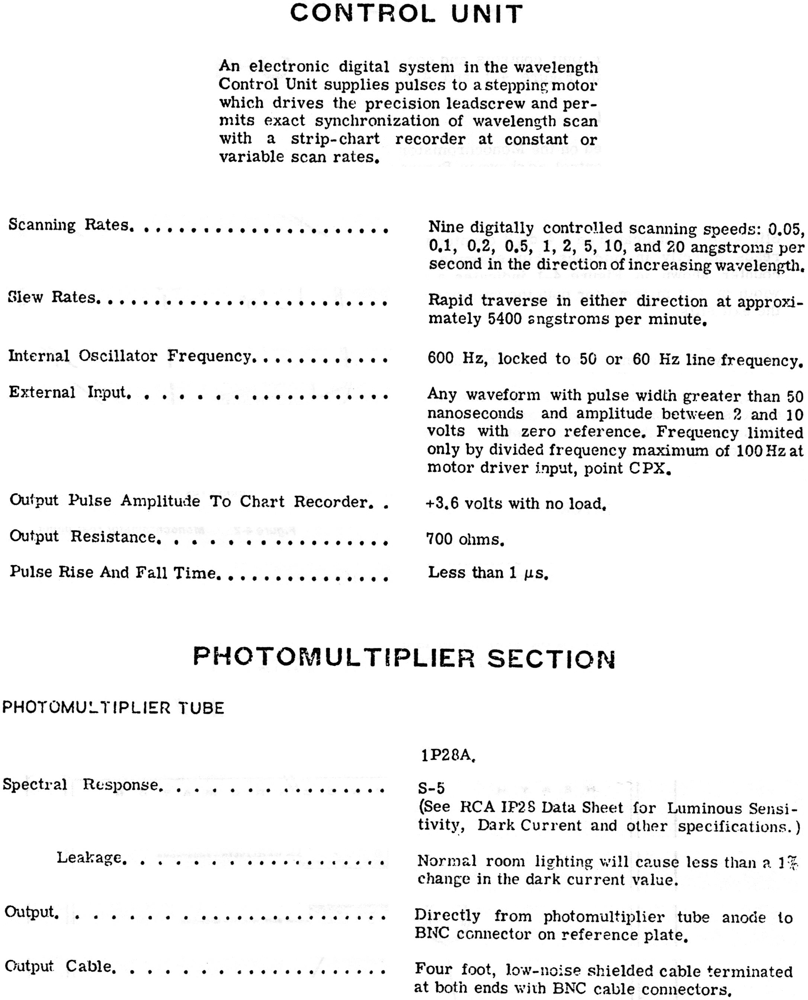 CONTROL UNIT
An electronic digital system in the wavelength
Control Unit supplies pulses to a stepping motor
which drives the precision leadscrew and per-
mits exact synchronization of wavelength scan
with a strip-chart recorder at constant or
variable scan rates.
Scanning Rates. . . . . . . . . . . . . . . . . . . . . . Nine digitally controlled scanning speeds: 0.05,
0.1, 0.2, 0.5, 1, 2, 5, 10, and 20 angstroms per
second in the direction of increasing wavelength.
Slew Rates. . . . . . . . . . . . . . . . . . . . . . . . . Rapid traverse in either direction at approxi-
mately 5400 angstroms per minute.
Internal Oscillator Frequency. . . . . . . . . . . . 600 Hz, locked to 50 or 60 Hz line frequency.
External Input. . . . . . . . . . . . . . . . . . . Any waveform with pulse width greater than 50
nanoseconds and amplitude between 2 and 10
volts with zero reference. Frequency limited
only by divided frequency maximum of 100 Hz at
motor driver input, point CPX.
Output Pulse Amplitude To Chart Recorder. . +3.6 volts with no load.
Output Resistance. . . . . . . . . . . . . . . . . 700 ohms.
Pulse Rise And Fall Time. . . . . . . . . . . . . . . Less than 1 μs.
PHOTOMULTIPLIER SECTION
PHOTOMULTIPLIER TUBE
1P28A.
Spectral Response. . . . . . . . . . . . . . . . S-5
(See RCA IP28 Data Sheet for Luminous Sensi-
tivity, Dark Current and other specifications.)
Leakage. . . . . . . . . . . . . . . . . . Normal room lighting will cause less than a 1%
change in the dark current value.
Output. . . . . . . . . . . . . . . . . . . . . . . Directly from photomultiplier tube anode to
BNC connector on reference plate.
Output Cable. . . . . . . . . . . . . . . . . . . Four foot, low-noise shielded cable terminated
at both ends with BNC cable connectors.